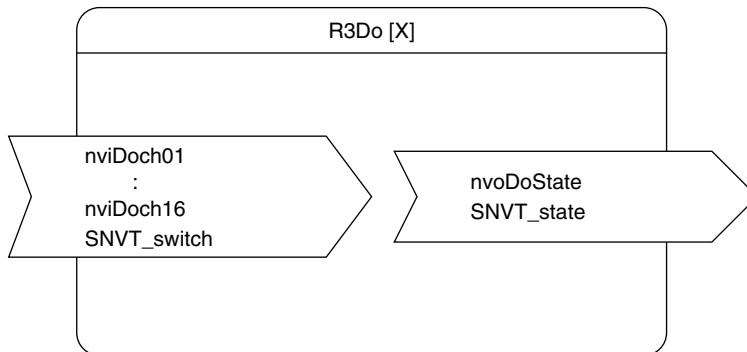 R3Do [X]
nviDoch01
:
nviDoch16
SNVT_switch
nvoDoState
SNVT_state